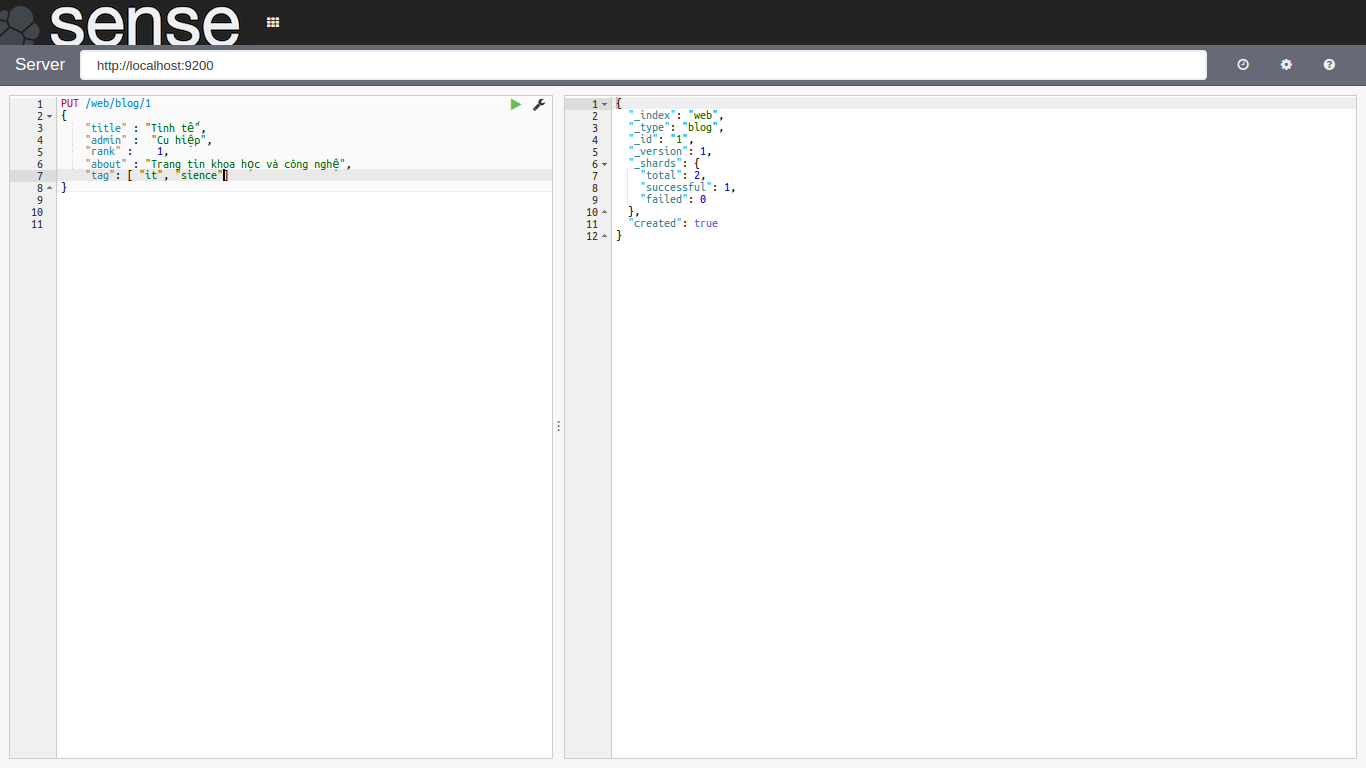 sense
Server
http://localhost:9200
1 PUT /web/blog/1
2 {
3 "title" : "Tinh tế",
4 "admin" :  "Cu hiệp",
5 "rank" :    1,
6 "about" : "Trang tin khoa học và công nghệ",
7 "tag": [ "it", "sience"]
8 }
9
10
11
1 {
2 "_index": "web",
3 "_type": "blog",
4 "_id": "1",
5 "_version": 1,
6 "_shards": {
7 "total": 2,
8 "successful": 1,
9 "failed": 0
10 },
11 "created": true
12 }